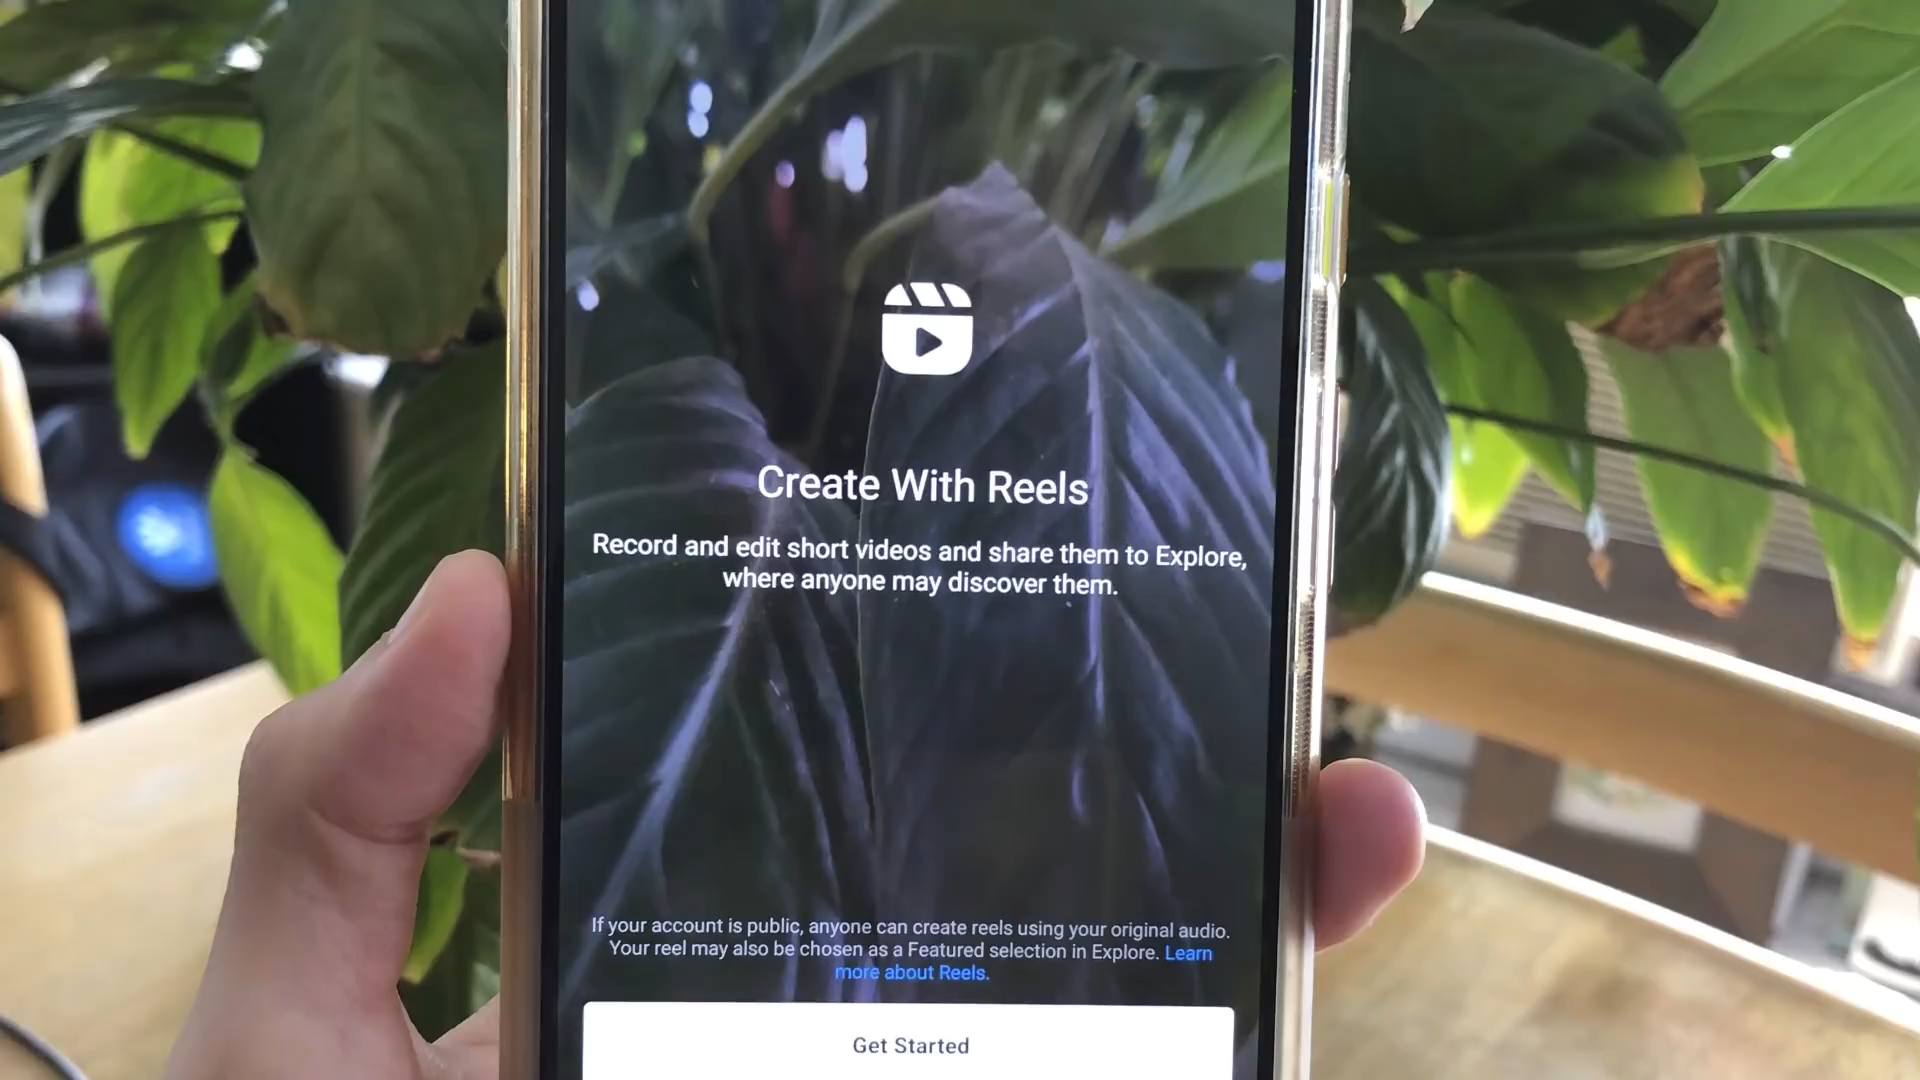 Create With Reels
Record and edit short videos and share them to Explore,
where anyone may discover them.
If your account is public, anyone can create reels using your original audio.
Your reel may also be chosen as a Featured selection in Explore. Learn
more about Reels.
Get Started